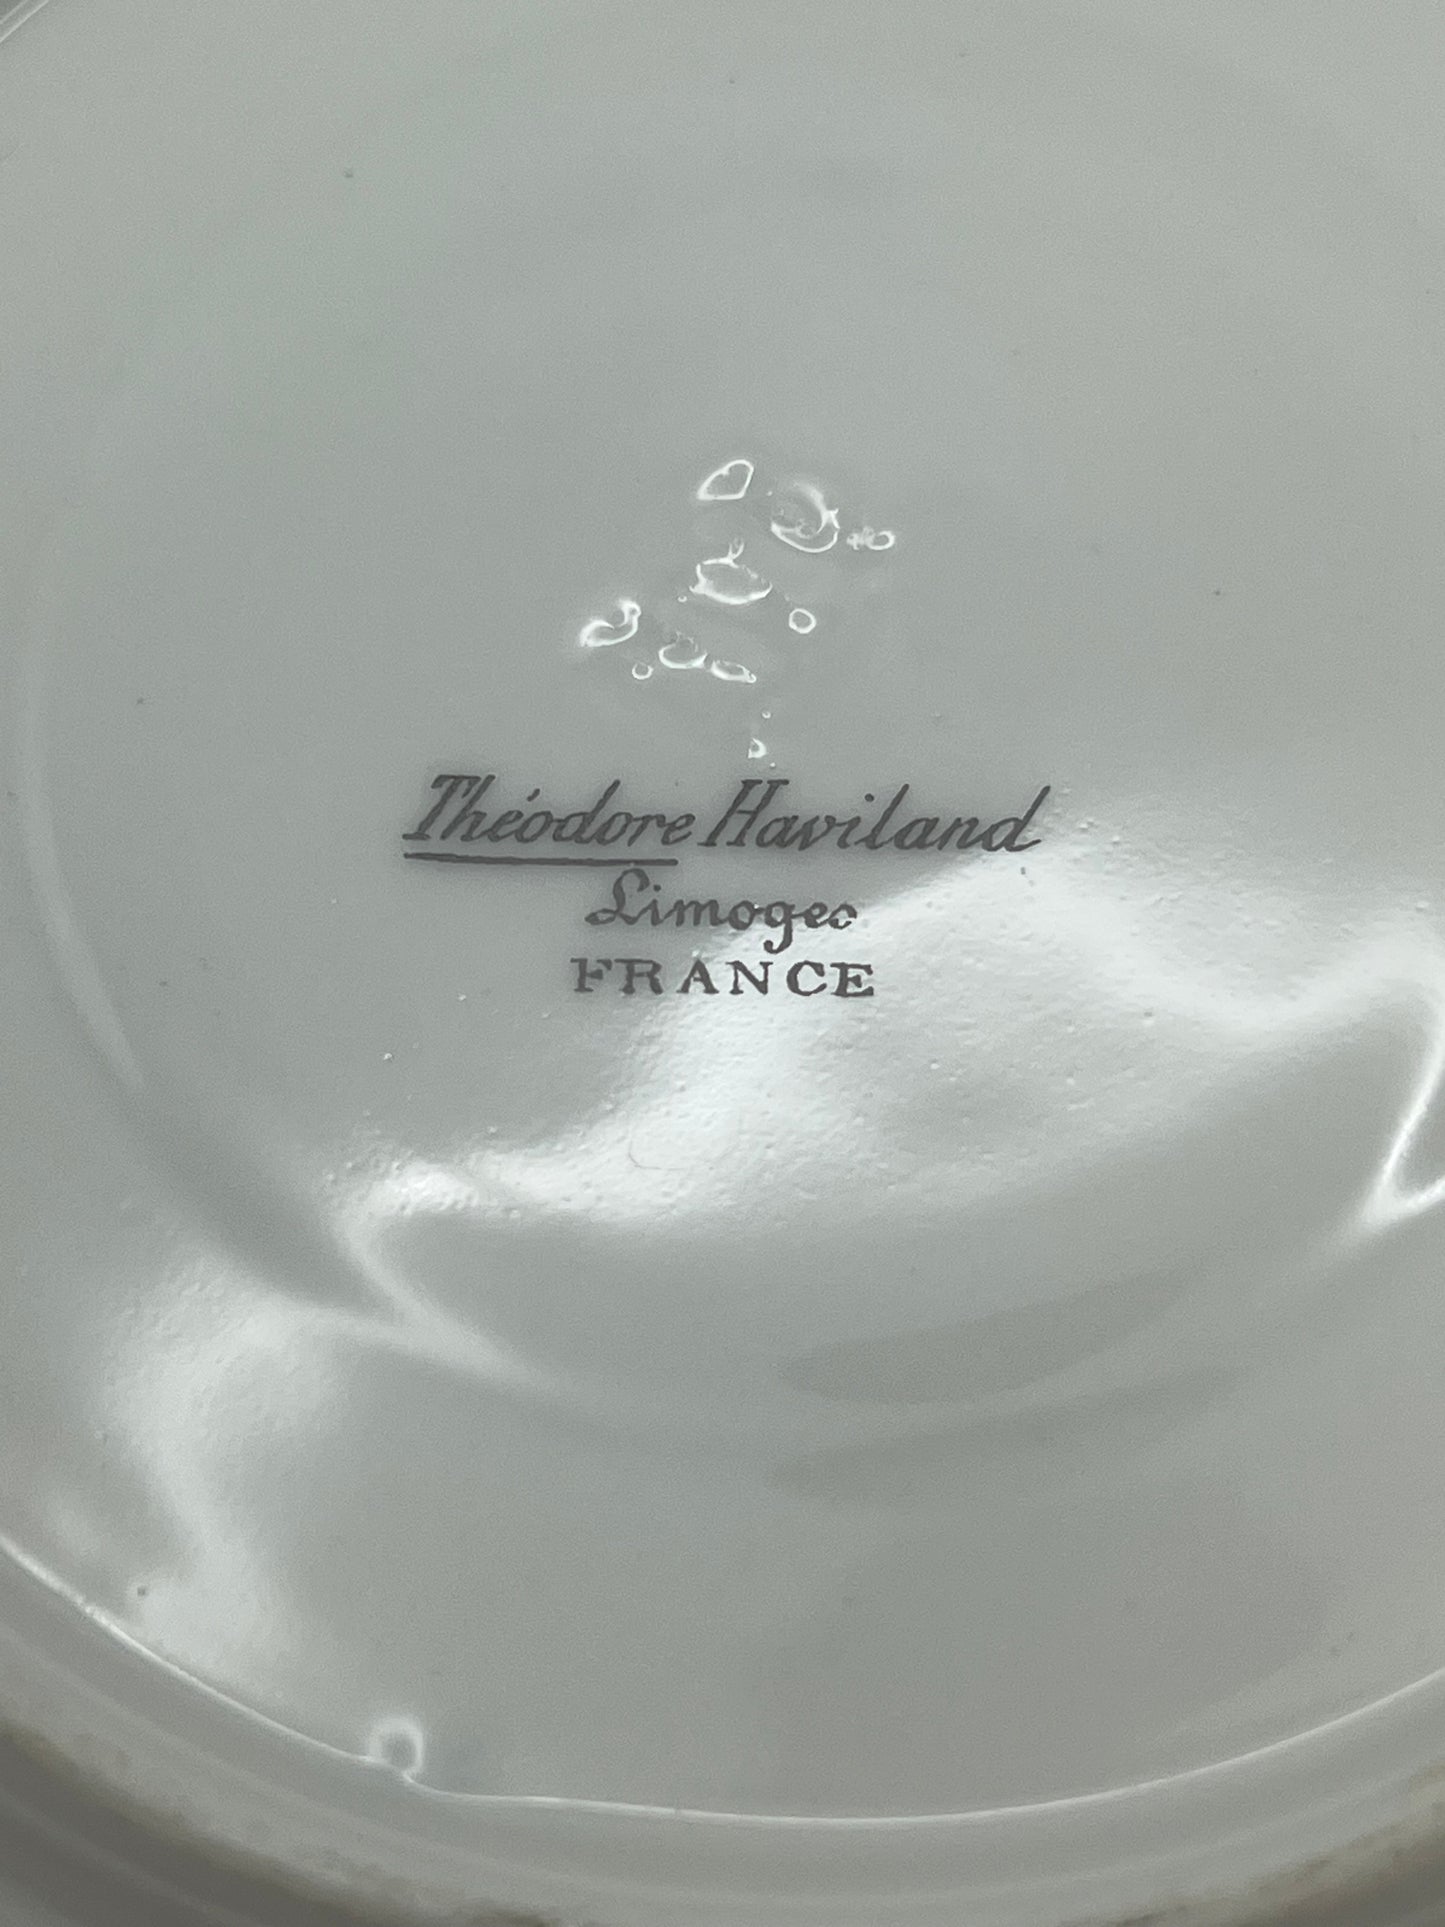 Théodore Haviland
Limoges
FRANCE